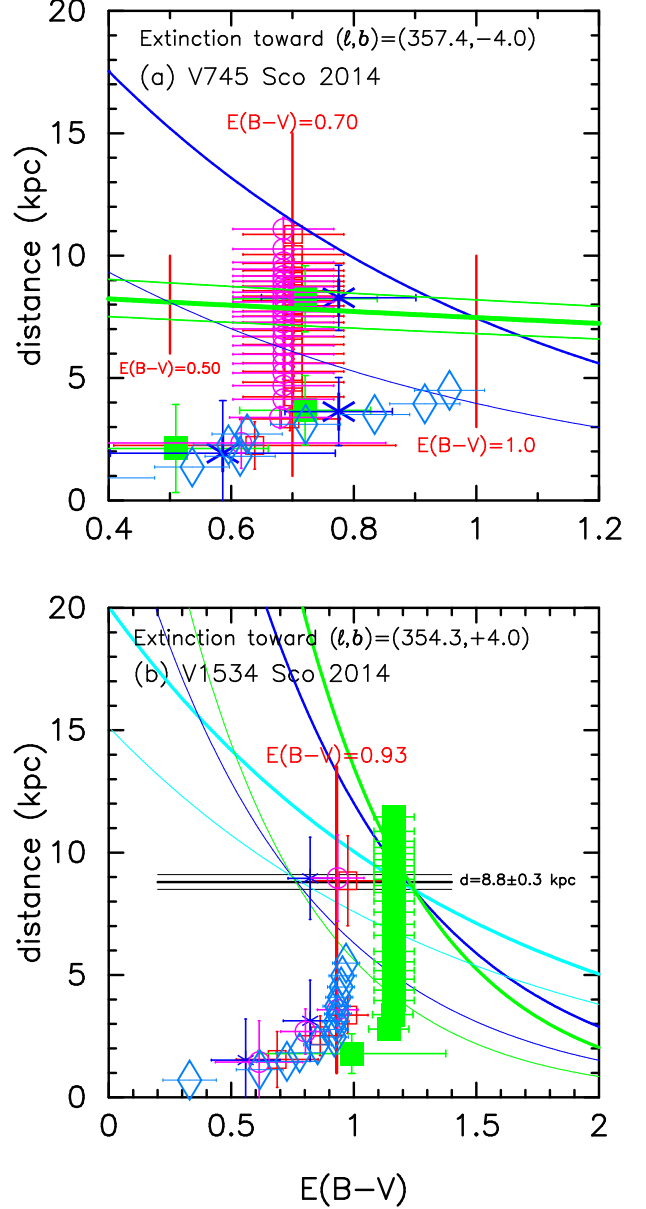 20
Extinction toward (ℓ,b)=(357.4,−4.0)
(a) V745 Sco 2014
E(B−V)=0.70
15
distance (kpc)
10
E(B−V)=0.50
5
E(B−V)=1.0
0
0.4 0.6 0.8 1 1.2
20
Extinction toward (ℓ,b)=(354.3,+4.0)
(b) V1534 Sco 2014
E(B−V)=0.93
15
distance (kpc)
10
d=8.8±0.3 kpc
5
0
0 0.5 1 1.5 2
E(B−V)